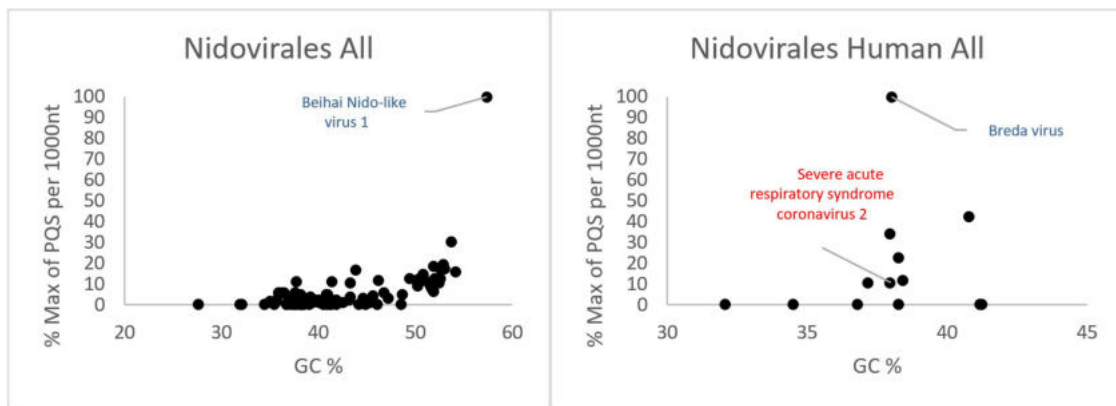 Nidovirales All
% Max of PQS per 1000nt
100
90
80
70
60
50
40
30
20
10
0
Beihai Nido-like
virus 1
20
30
40
50
60
GC %
Nidovirales Human All
% Max of PQS per 1000nt
100
90
80
70
60
50
40
30
20
10
0
Breda virus
Severe acute
respiratory syndrome
coronavirus 2
30
35
40
45
GC %